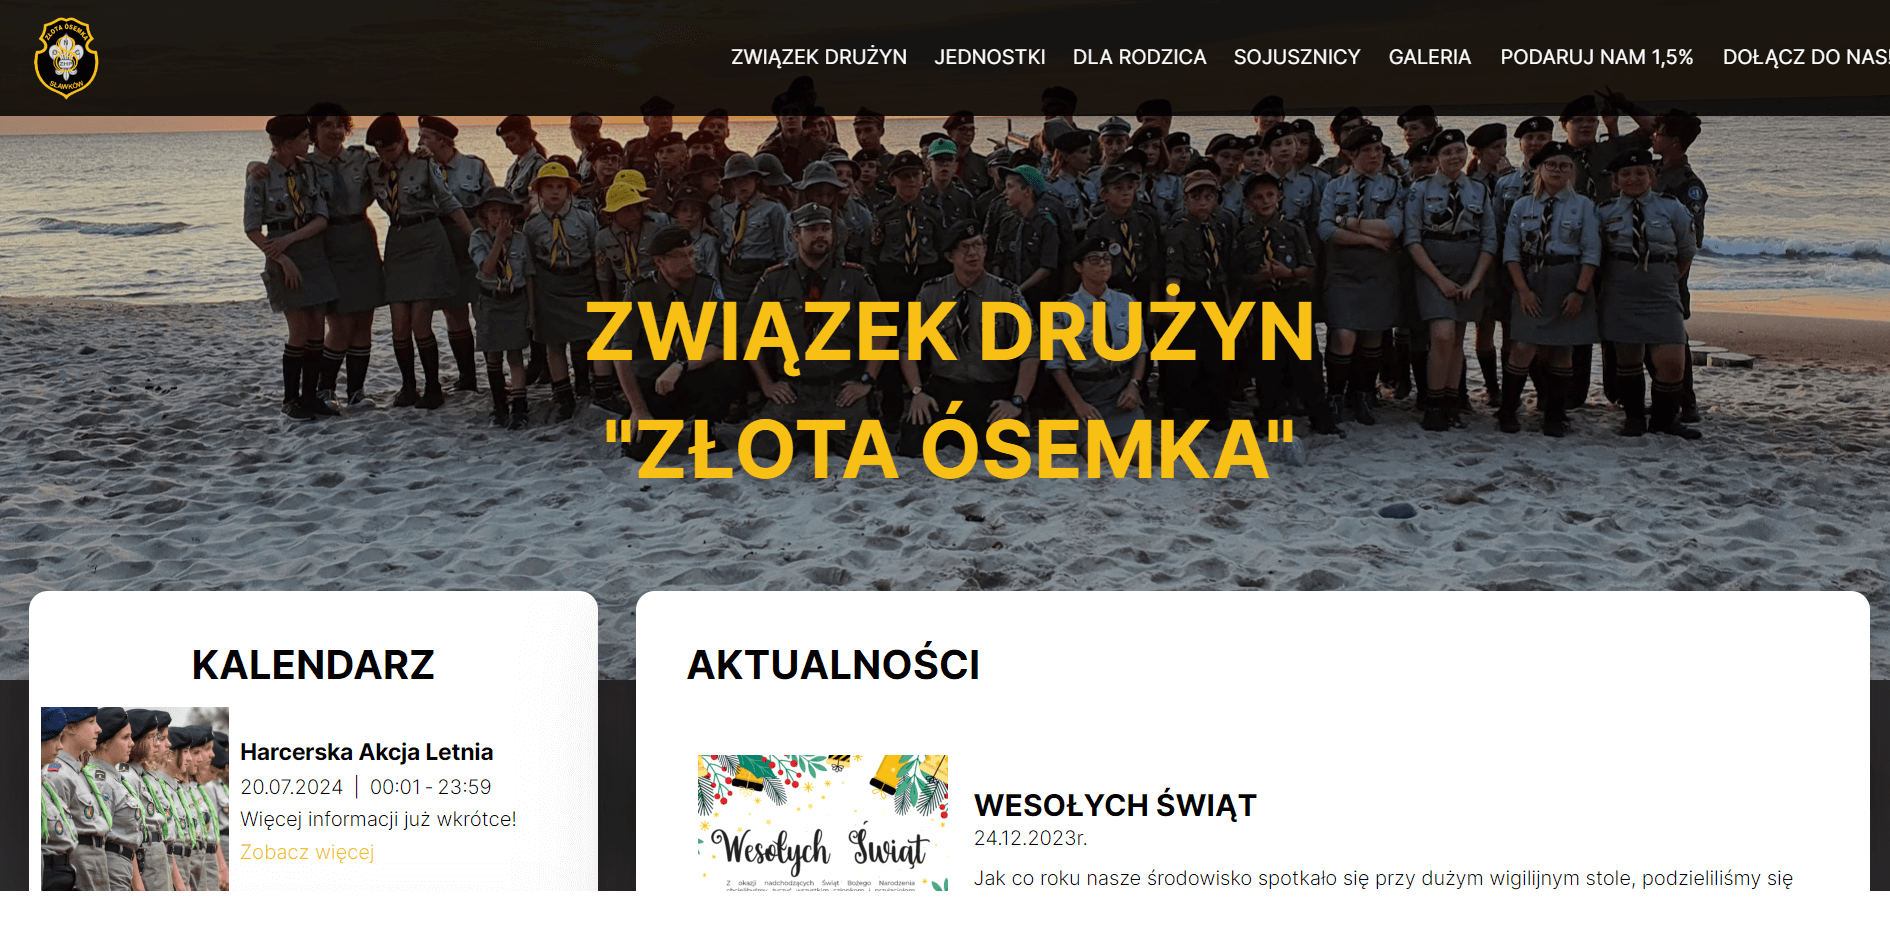 ZŁOTA ÓSEMKA
ZHP
SŁAWKÓW
ZWIĄZEK DRUŻYN JEDNOSTKI DLA RODZICA SOJUSZNICY GALERIA PODARUJ NAM 1,5% DOŁĄCZ DO NAS!
ZWIĄZEK DRUŻYN
"ZŁOTA ÓSEMKA"
KALENDARZ
Harcerska Akcja Letnia
20.07.2024 | 00:01 - 23:59
Więcej informacji już wkrótce!
Zobacz więcej
AKTUALNOŚCI
Wesołych Świąt
Z okazji nadchodzących Świąt Bożego Narodzenia
WESOŁYCH ŚWIĄT
24.12.2023r.
Jak co roku nasze środowisko spotkało się przy dużym wigilijnym stole, podzieliliśmy się